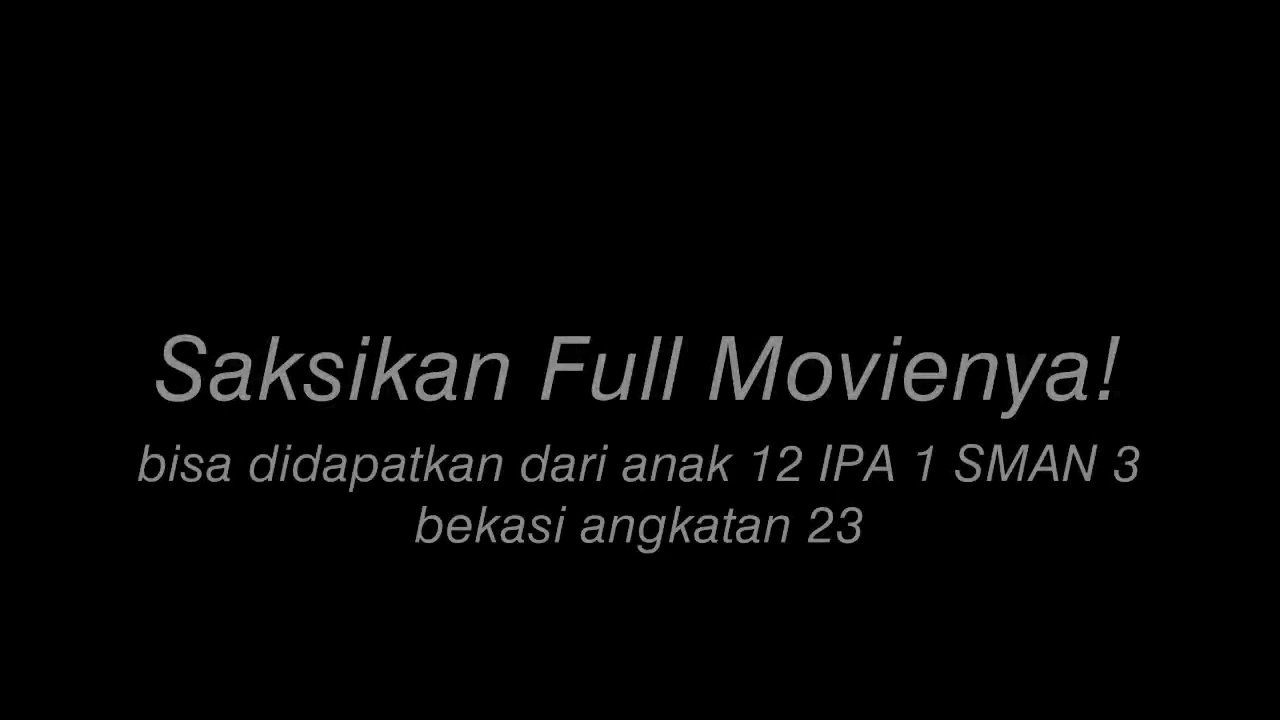 Saksikan Full Movienya!
bisa didapatkan dari anak 12 IPA 1 SMAN 3
bekasi angkatan 23